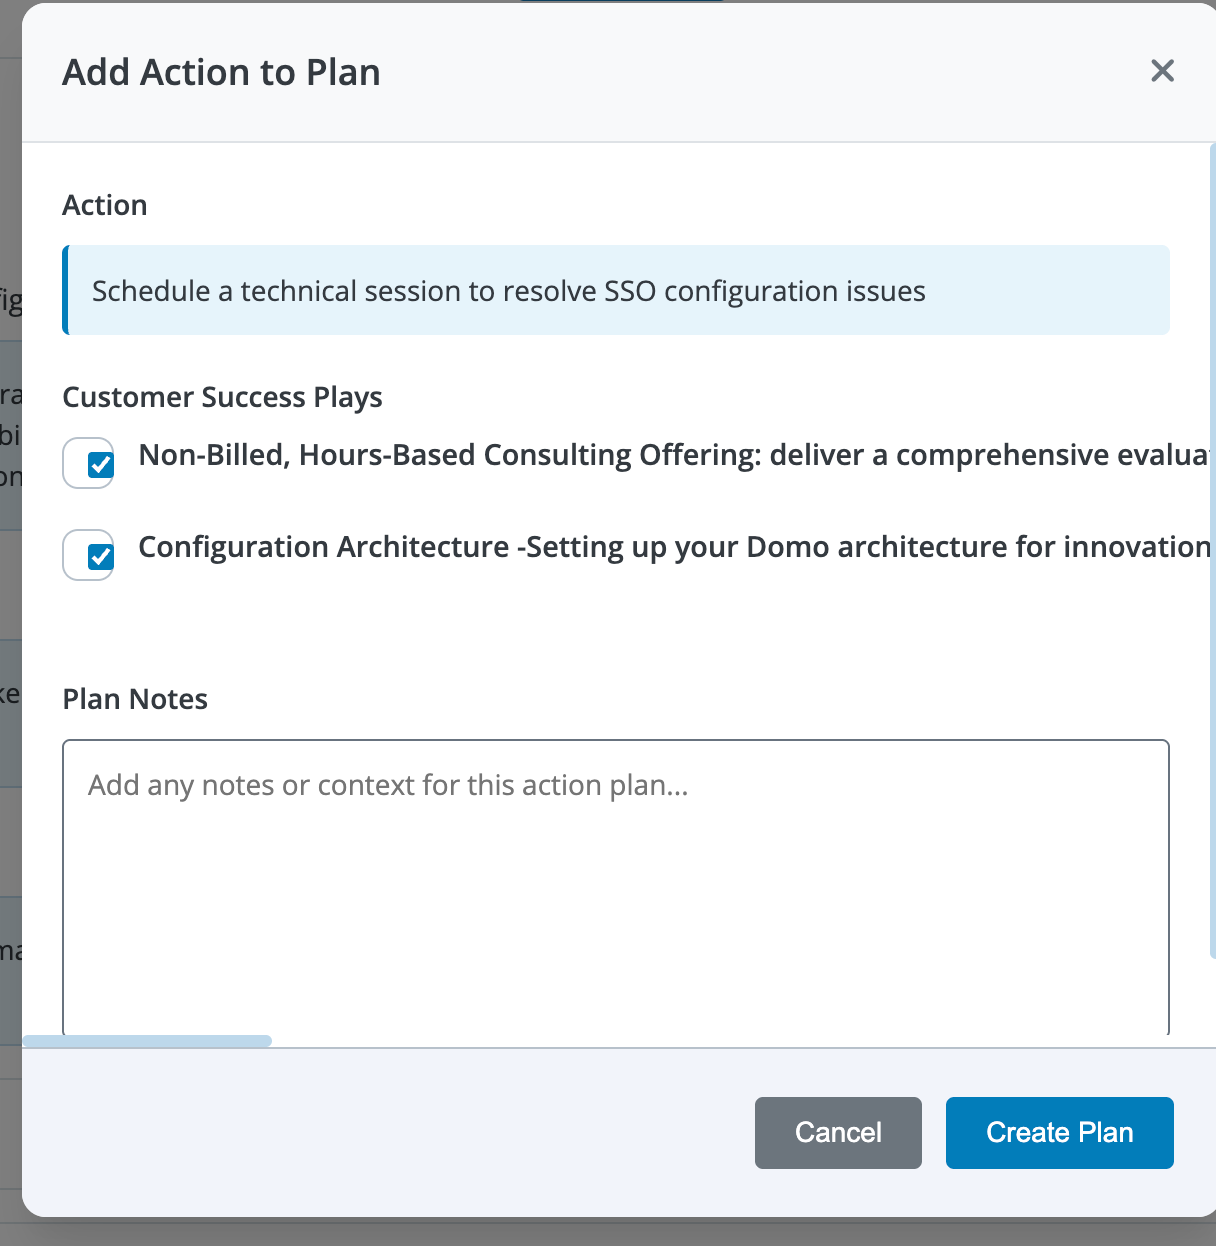 Add Action to Plan
Action
Schedule a technical session to resolve SSO configuration issues
Customer Success Plays
Non-Billed, Hours-Based Consulting Offering: deliver a comprehensive
Configuration Architecture -Setting up your Domo architecture for innovation
Plan Notes
Add any notes or context for this action plan...
Cancel
Create Plan